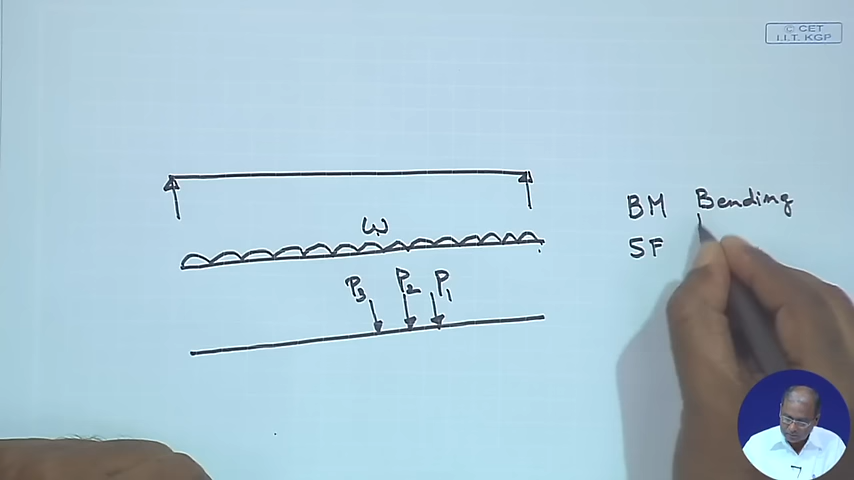 © CET
I.I.T. KGP
BM Bending
SF
ω
P3 P2 P1